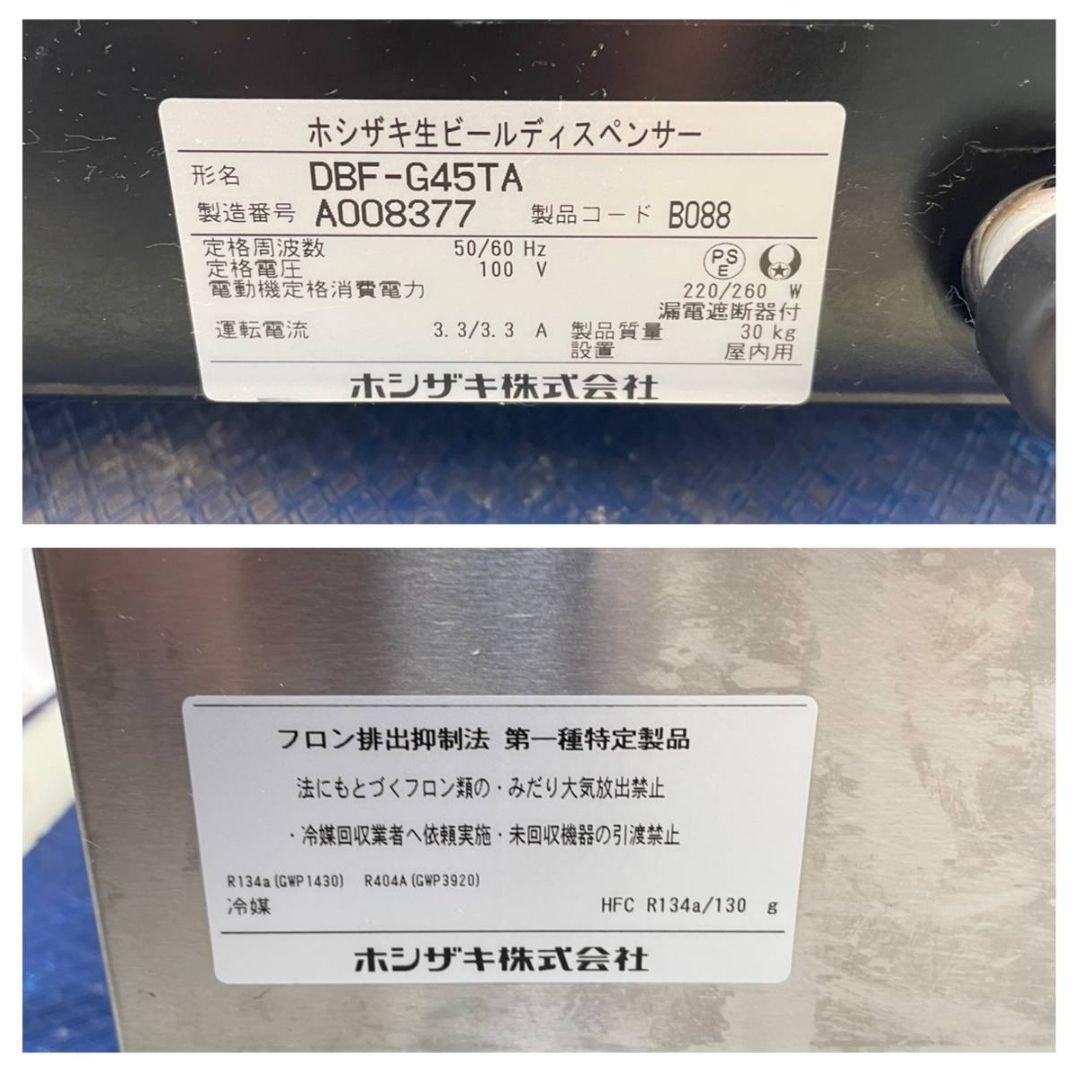 ホシザキ生ビールディスペンサー
形名 DBF-G45TA
製造番号 A008377 製品コード B088
定格周波数 50/60 Hz
定格電圧 100 V
PS E
電動機定格消費電力 220/260 W
漏電遮断器付
運転電流 3.3/3.3 A 製品質量 30 kg
設置 屋内用
ホシザキ株式会社
フロン排出抑制法 第一種特定製品
法にもとづくフロン類の・みだり大気放出禁止
・冷媒回収業者へ依頼実施・未回収機器の引渡禁止
R134a(GWP1430) R404A(GWP3920)
冷媒 HFC R134a/130 g
ホシザキ株式会社